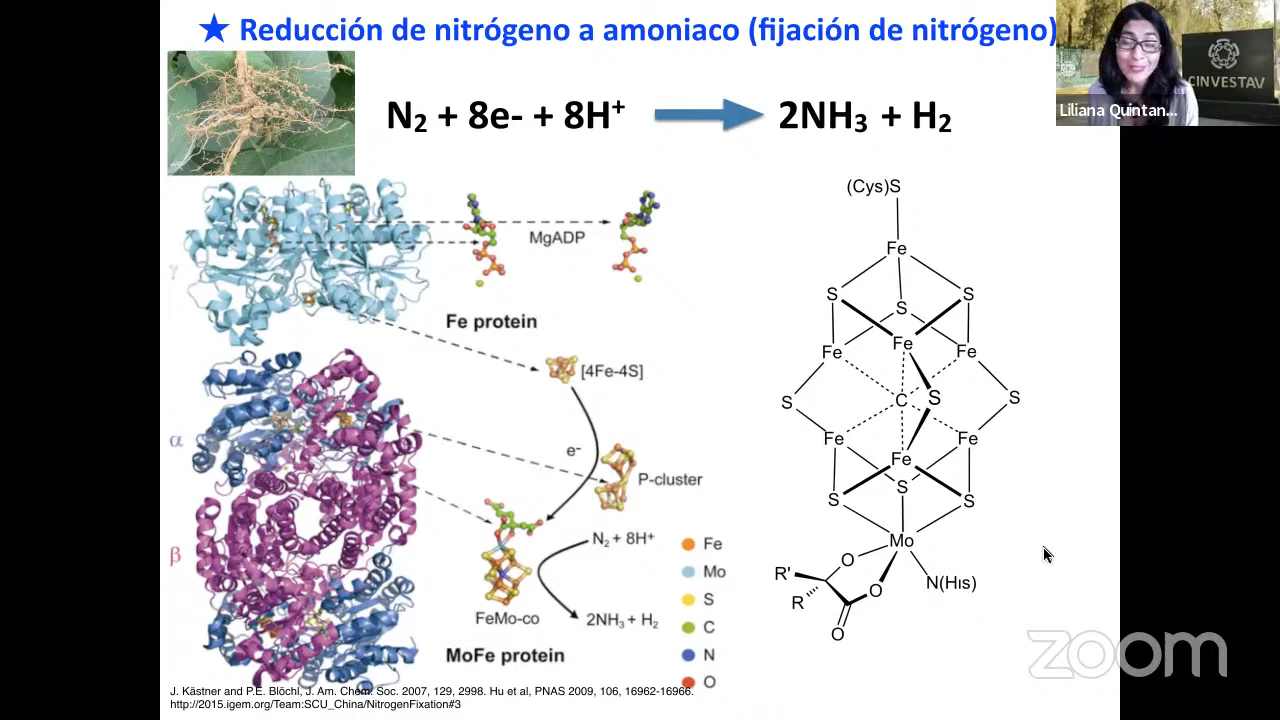 ★ Reducción de nitrógeno a amoniaco (fijación de nitrógeno)
CINVESTAV
Liliana Quintan...
N₂ + 8e- + 8H⁺ 2NH₃ + H₂
MgADP
γ
Fe protein
[4Fe-4S]
α
e⁻
P-cluster
β
N₂ + 8H⁺
FeMo-co
2NH₃ + H₂
MoFe protein
Fe
Mo
S
C
N
O
(Cys)S
Fe
S
S
S
Fe
Fe
Fe
S
C
S
S
Fe
Fe
Fe
S
S
S
Mo
O
R'
N(His)
R
O
O
zoom
J. Kästner and P.E. Blöchl, J. Am. Chem. Soc. 2007, 129, 2998. Hu et al, PNAS 2009, 106, 16962-16966.
http://2015.igem.org/Team:SCU_China/NitrogenFixation#3